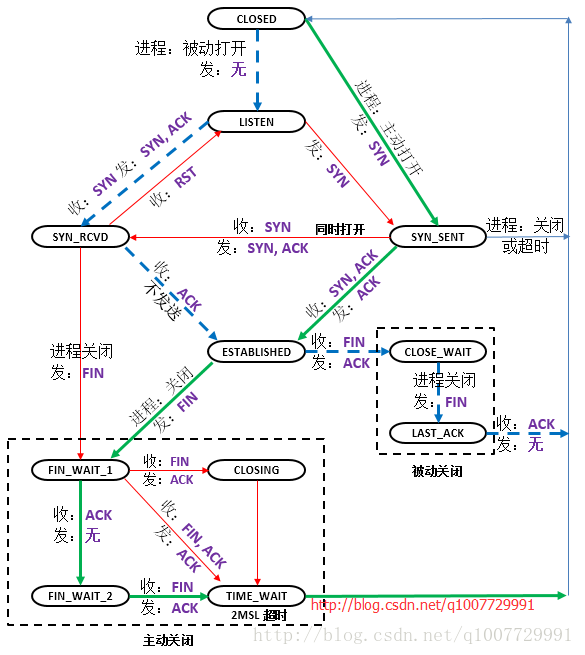 CLOSED
进程：被动打开
发：无
进程：主动打开
发：SYN
LISTEN
收：SYN 发：SYN, ACK
收：RST
发：SYN
SYN_RCVD
收：SYN
同时打开
发：SYN, ACK
SYN_SENT
进程：关闭
或超时
收：ACK
不发送
收：SYN, ACK
发：ACK
进程关闭
发：FIN
ESTABLISHED
收：FIN
发：ACK
CLOSE_WAIT
进程关闭
发：FIN
LAST_ACK
收：ACK
发：无
被动关闭
进程：关闭
发：FIN
FIN_WAIT_1
收：FIN
发：ACK
CLOSING
收：ACK
发：无
收：FIN, ACK
发：ACK
FIN_WAIT_2
收：FIN
发：ACK
TIME_WAIT
2MSL 超时
主动关闭
http://blog.csdn.net/q1007729991
http://blog.csdn.net/q1007729991